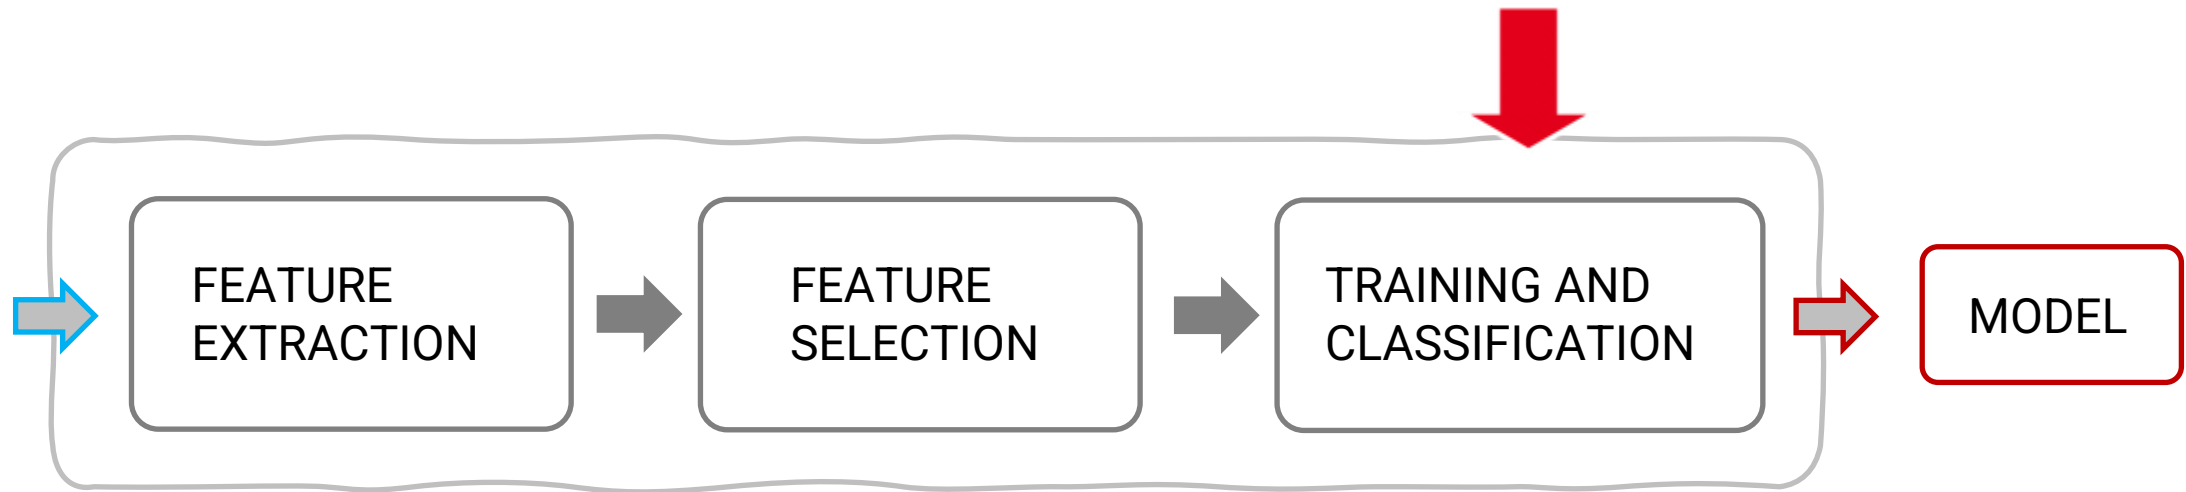 FEATURE
EXTRACTION
FEATURE
SELECTION
TRAINING AND
CLASSIFICATION
MODEL